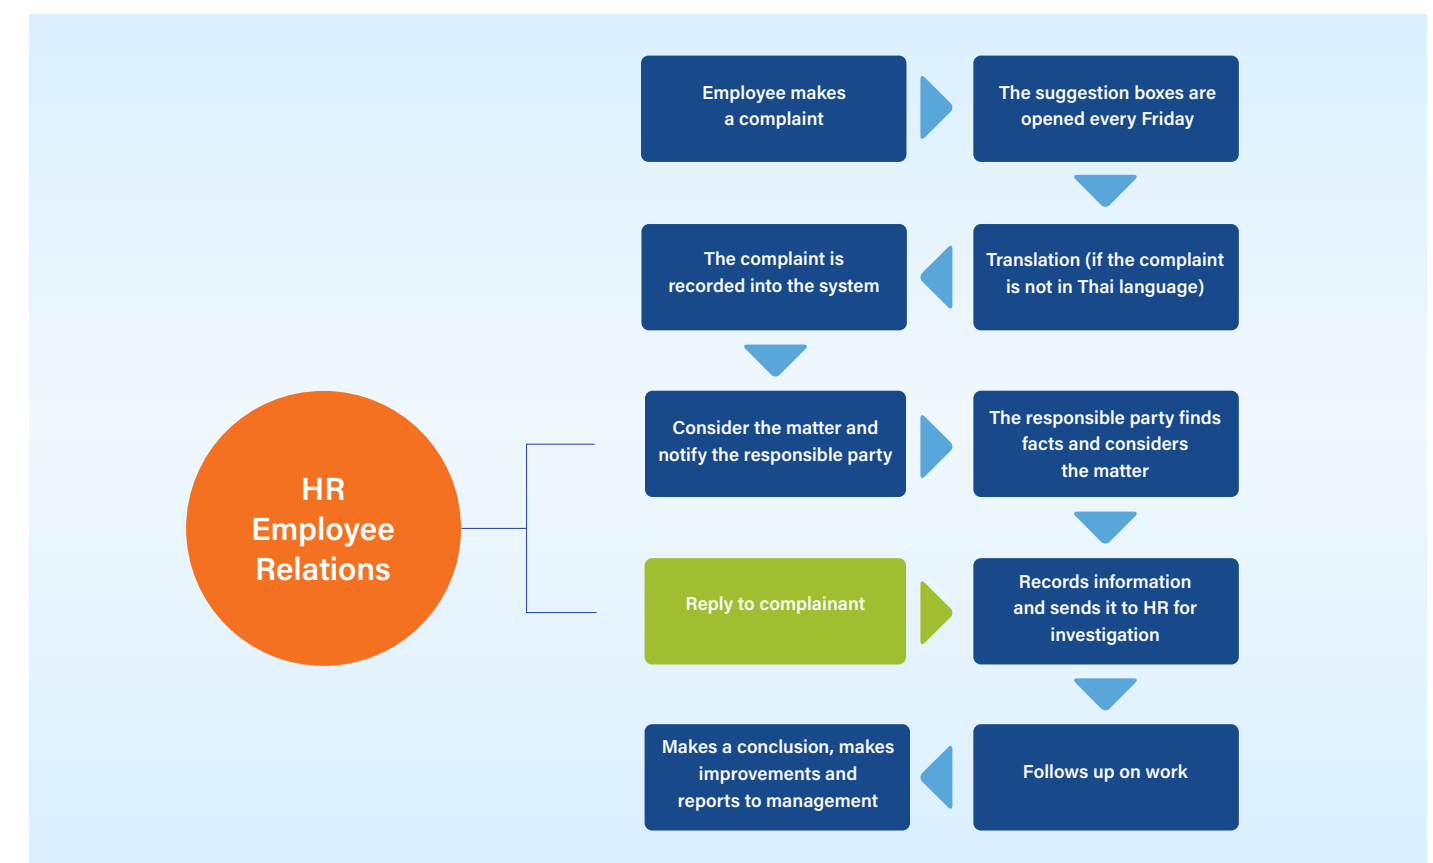 Employee makes
a complaint
The suggestion boxes are
opened every Friday
Translation (if the complaint
is not in Thai language)
The complaint is
recorded into the system
HR
Employee
Relations
Consider the matter and
notify the responsible party
The responsible party finds
facts and considers
the matter
Reply to complainant
Records information
and sends it to HR for
investigation
Follows up on work
Makes a conclusion, makes
improvements and
reports to management